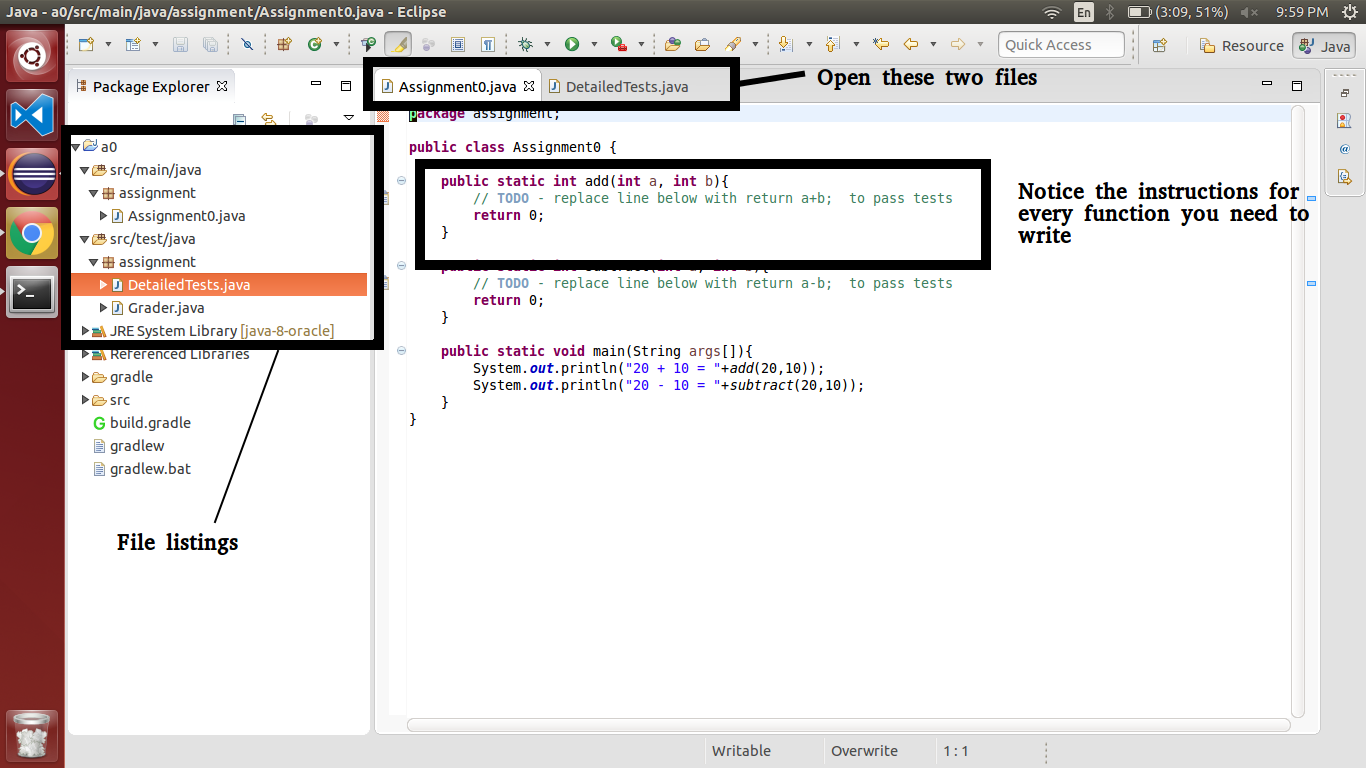 Java - a0/src/main/java/assignment/Assignment0.java - Eclipse
En
(3:09, 51%)
9:59 PM
Quick Access
Resource
Java
Package Explorer
Assignment0.java
DetailedTests.java
Open these two files
a0
src/main/java
assignment
Assignment0.java
src/test/java
assignment
DetailedTests.java
Grader.java
JRE System Library [java-8-oracle]
Referenced Libraries
gradle
src
build.gradle
gradlew
gradlew.bat
File listings
package assignment;
public class Assignment0 {
public static int add(int a, int b){
// TODO - replace line below with return a+b;  to pass tests
return 0;
}
public static int subtract(int a, int b){
// TODO - replace line below with return a-b;  to pass tests
return 0;
}
public static void main(String args[]){
System.out.println("20 + 10 = "+add(20,10));
System.out.println("20 - 10 = "+subtract(20,10));
}
}
Notice the instructions for
every function you need to
write
Writable
Overwrite
1 : 1